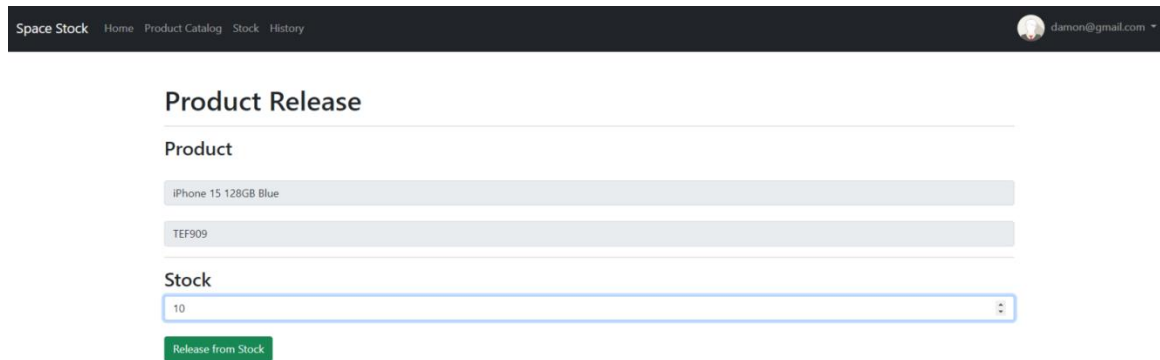 Space Stock Home Product Catalog Stock History damon@gmail.com
Product Release
Product
iPhone 15 128GB Blue
TEF909
Stock
10
Release from Stock